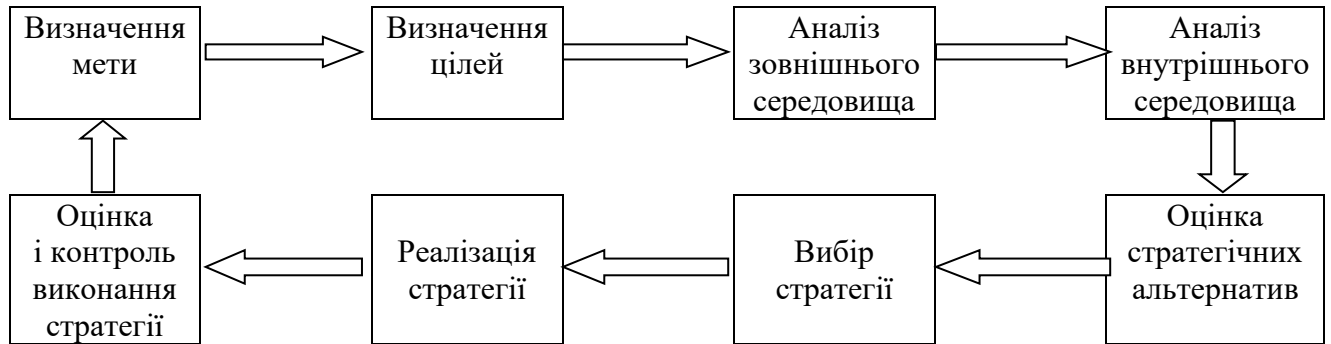 Визначення
мети
Визначення
цілей
Аналіз
зовнішнього
середовища
Аналіз
внутрішнього
середовища
Оцінка
стратегічних
альтернатив
Вибір
стратегії
Реалізація
стратегії
Оцінка
і контроль
виконання
стратегії